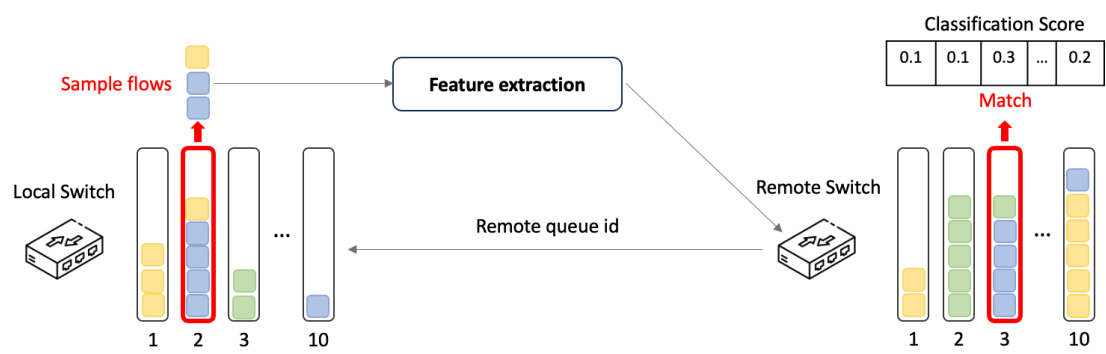 Classification Score
0.1 0.1 0.3 ... 0.2
Match
Sample flows
Feature extraction
Local Switch
Remote Switch
Remote queue id
...
...
1 2 3 10
1 2 3 10